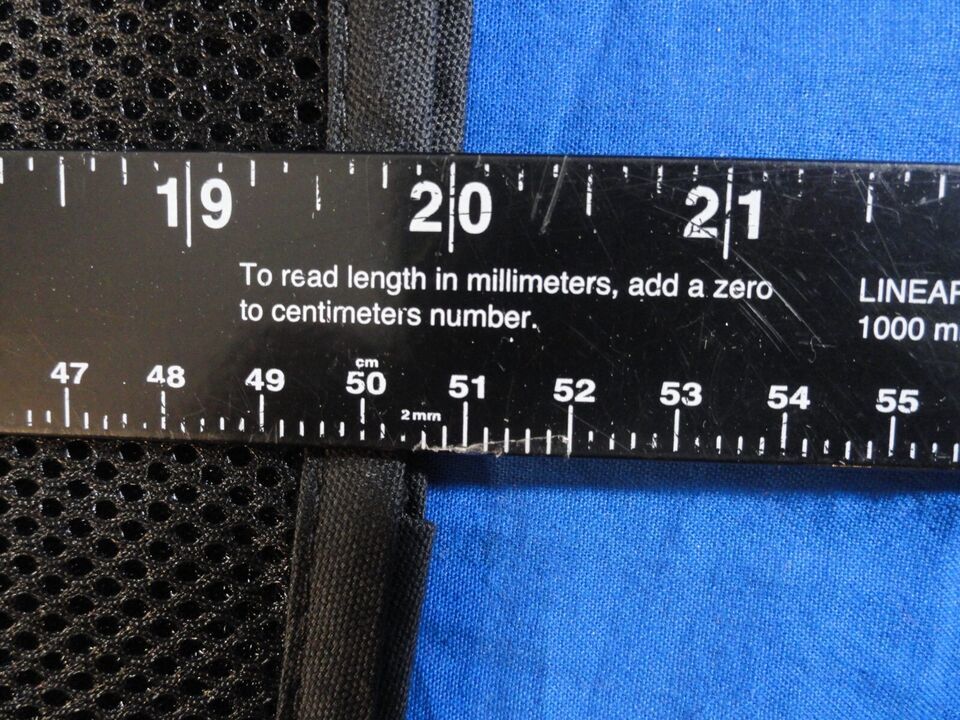 19 20 21
To read length in millimeters, add a zero
to centimeters number.
LINEAR
1000 m
cm
47 48 49 50 51 52 53 54 55
2mm